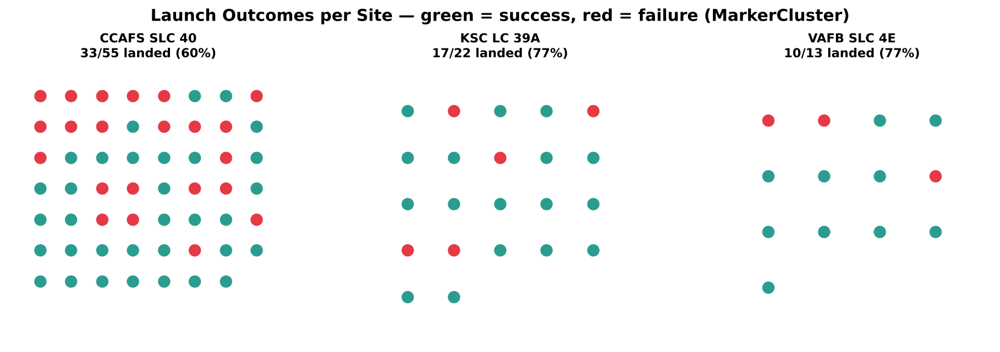 Launch Outcomes per Site — green = success, red = failure (MarkerCluster)
CCAFS SLC 40
33/55 landed (60%)
KSC LC 39A
17/22 landed (77%)
VAFB SLC 4E
10/13 landed (77%)